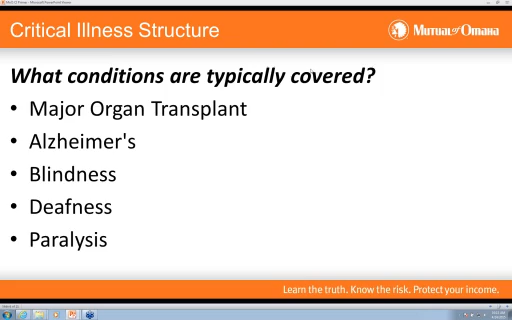 Critical Illness Structure
MUTUAL of OMAHA
What conditions are typically covered?
• Major Organ Transplant
• Alzheimer's
• Blindness
• Deafness
• Paralysis
Learn the truth. Know the risk. Protect your income.